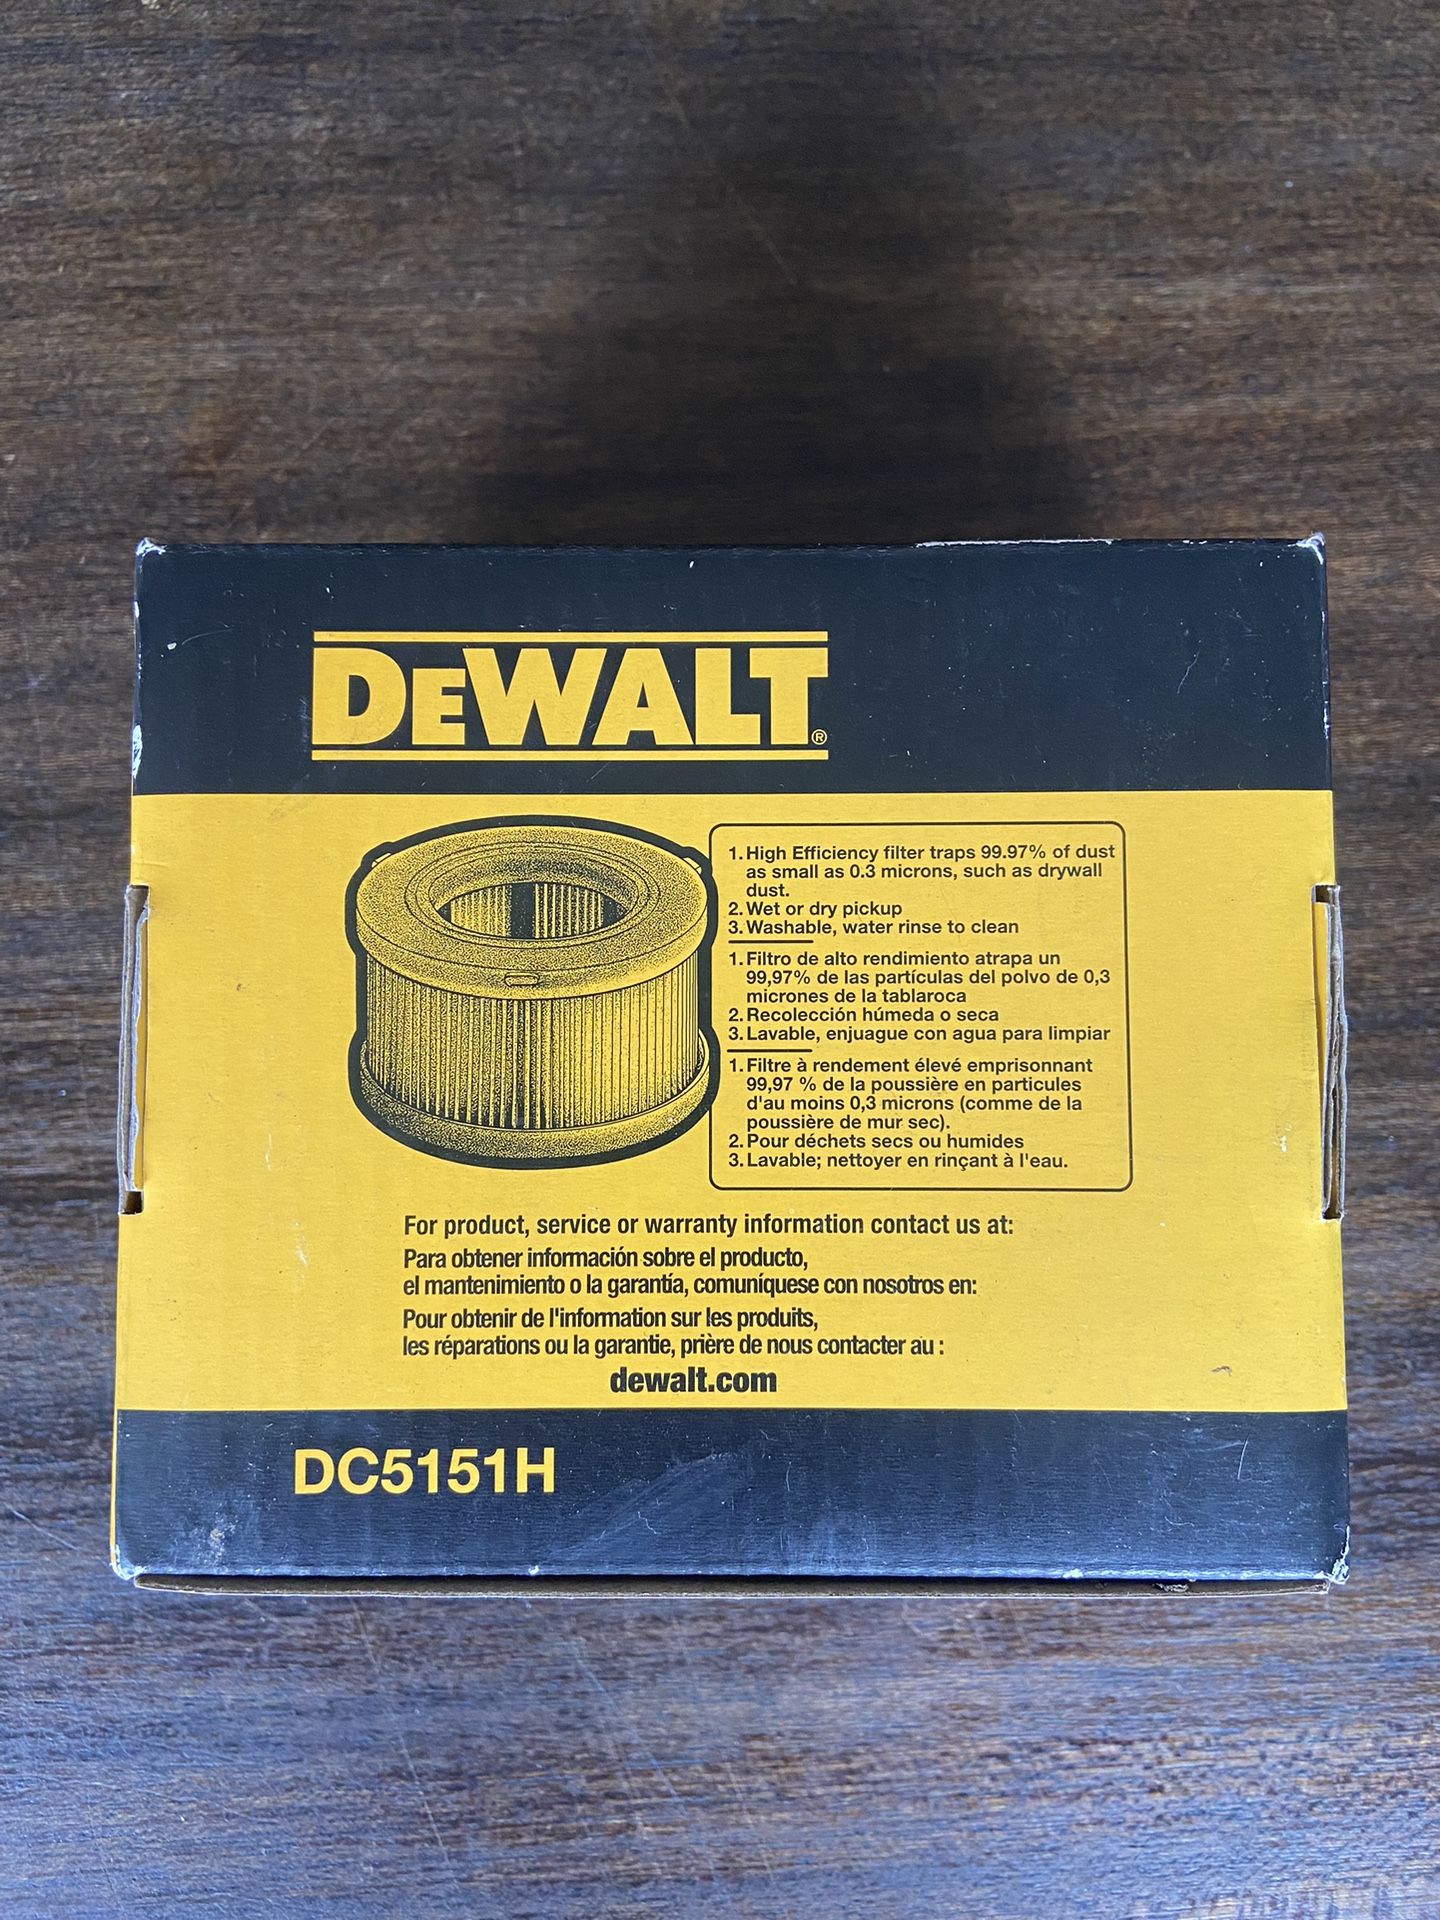 DEWALT®
1. High Efficiency filter traps 99.97% of dust
as small as 0.3 microns, such as drywall
dust.
2. Wet or dry pickup
3. Washable, water rinse to clean
1. Filtro de alto rendimiento atrapa un
99,97% de las partículas del polvo de 0,3
micrones de la tablaroca
2. Recolección húmeda o seca
3. Lavable, enjuague con agua para limpiar
1. Filtre à rendement élevé emprisonnant
99,97 % de la poussière en particules
d'au moins 0,3 microns (comme de la
poussière de mur sec).
2. Pour déchets secs ou humides
3. Lavable; nettoyer en rinçant à l'eau.
For product, service or warranty information contact us at:
Para obtener información sobre el producto,
el mantenimiento o la garantía, comuníquese con nosotros en:
Pour obtenir de l'information sur les produits,
les réparations ou la garantie, prière de nous contacter au :
dewalt.com
DC5151H